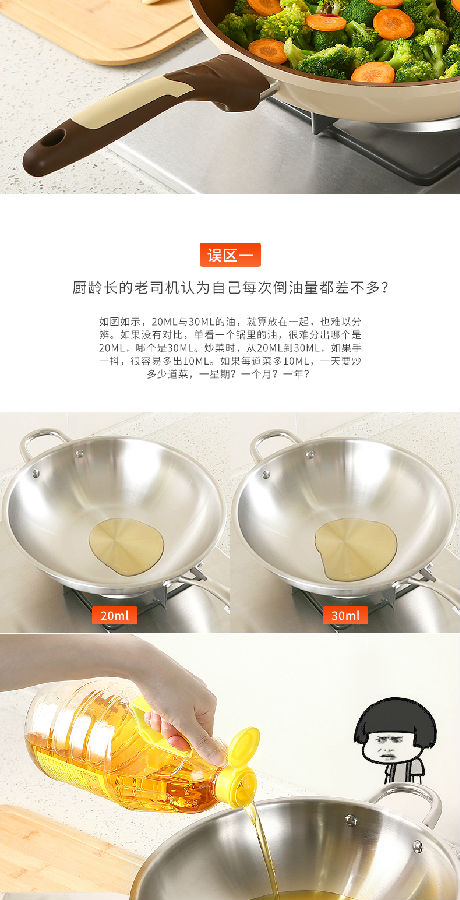 误区一
厨龄长的老司机认为自己每次倒油量都差不多?
如图如示,20ML与30ML的油,就算放在一起,也难以分
辨。如果没有对比,单看一个锅里的油,很难分出哪个是
20ML,哪个是30ML。炒菜时,从20ML到30ML,如果手
一抖,很容易多出10ML。如果每道菜多10ML,一天要炒
多少道菜,一星期?一个月?一年?
20ml
30ml